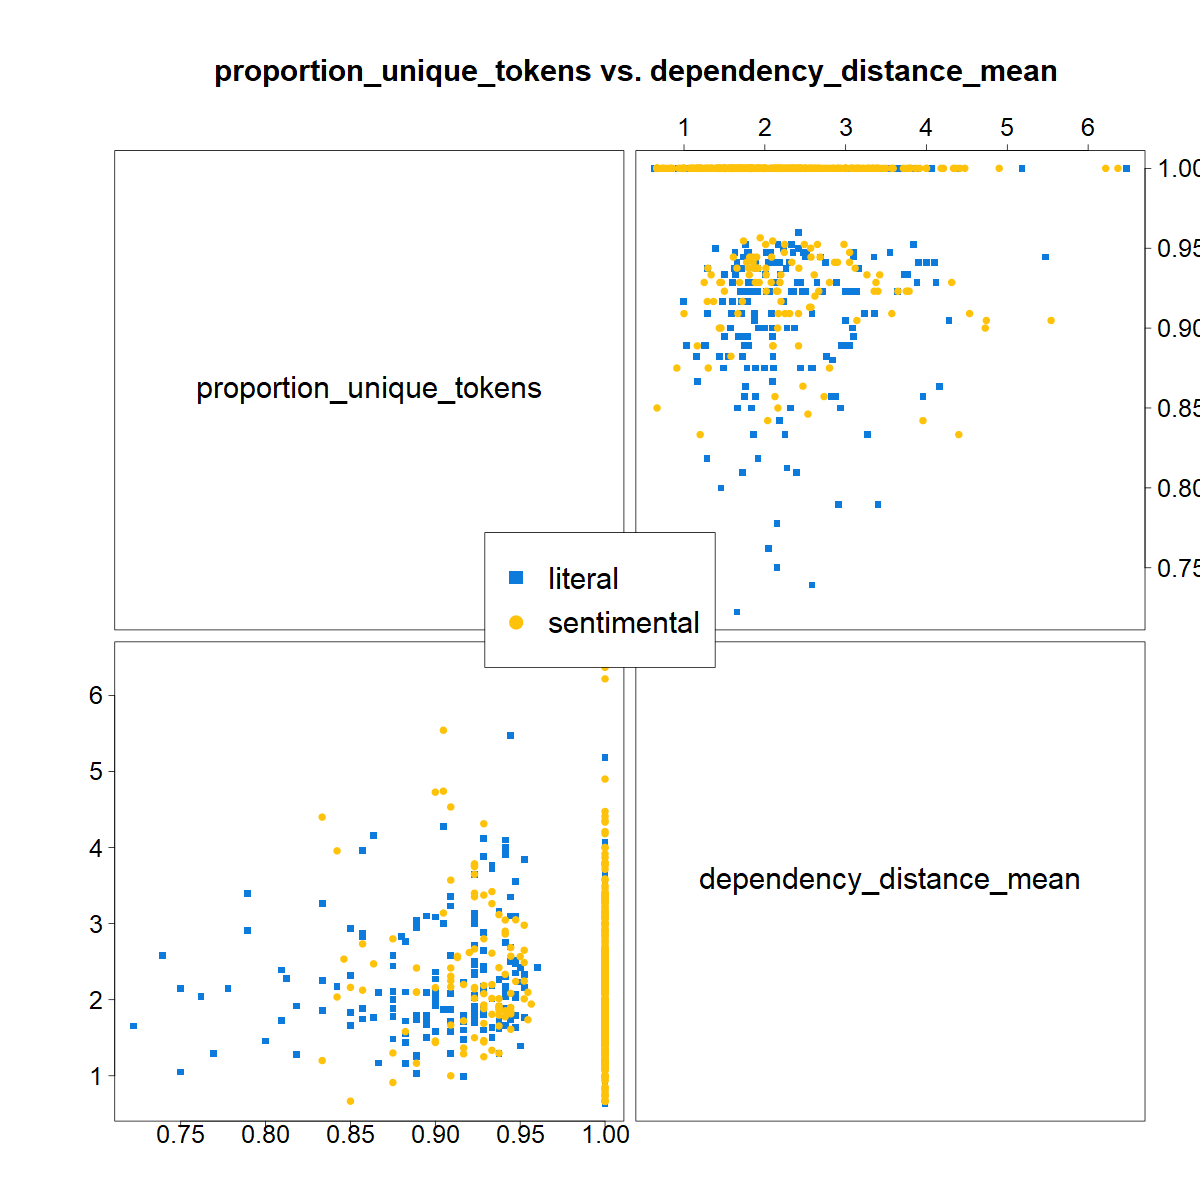 proportion_unique_tokens vs. dependency_distance_mean
1 2 3 4 5 6
proportion_unique_tokens
1.00
0.95
0.90
0.85
0.80
0.75
literal
sentimental
6
5
4
3
2
1
dependency_distance_mean
0.75 0.80 0.85 0.90 0.95 1.00